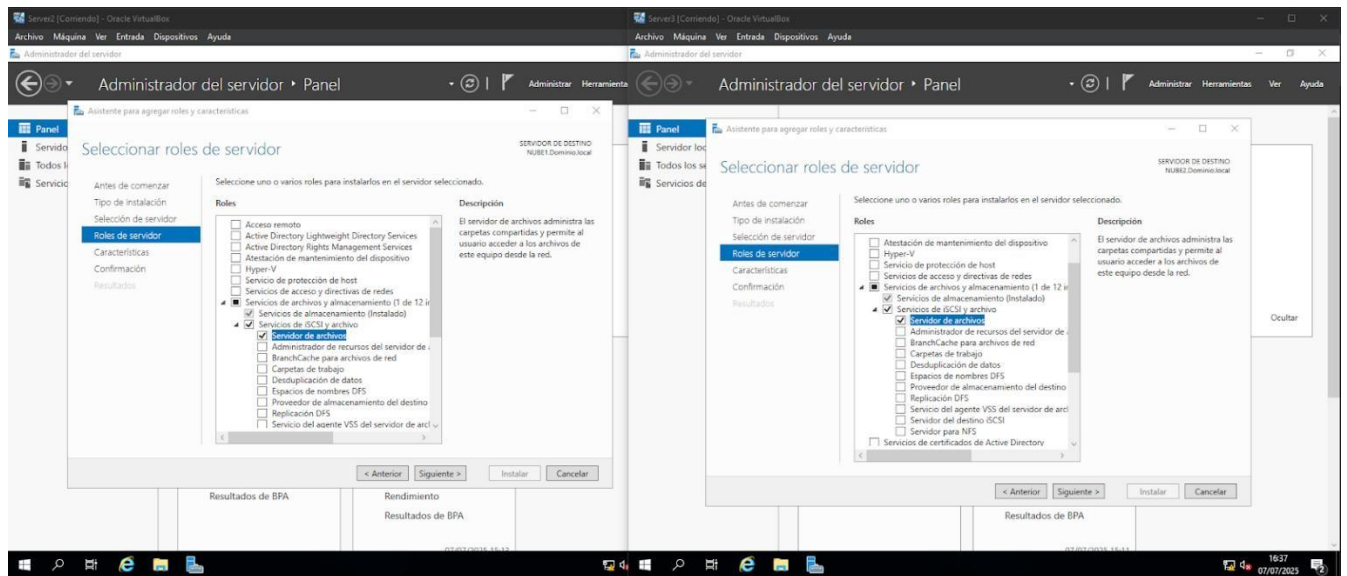 Server2 [Corriendo] - Oracle VirtualBox
Archivo Máquina Ver Entrada Dispositivos Ayuda
Administrador del servidor
Administrador del servidor • Panel
Administrar Herramienta
Panel
Servido
Todos l
Servicio
Asistente para agregar roles y características
Seleccionar roles de servidor
SERVIDOR DE DESTINO
NUBE1.Dominio.local
Antes de comenzar
Tipo de instalación
Selección de servidor
Roles de servidor
Características
Confirmación
Resultados
Seleccione uno o varios roles para instalarlos en el servidor seleccionado.
Roles
Acceso remoto
Active Directory Lightweight Directory Services
Active Directory Rights Management Services
Atestación de mantenimiento del dispositivo
Hyper-V
Servicio de protección de host
Servicios de acceso y directivas de redes
Servicios de archivos y almacenamiento (1 de 12 ir
Servicios de almacenamiento (Instalado)
Servicios de iSCSI y archivo
Servidor de archivos
Administrador de recursos del servidor de
BranchCache para archivos de red
Carpetas de trabajo
Desduplicación de datos
Espacios de nombres DFS
Proveedor de almacenamiento del destino
Replicación DFS
Servicio del agente VSS del servidor de arcl
Descripción
El servidor de archivos administra las
carpetas compartidas y permite al
usuario acceder a los archivos de
este equipo desde la red.
< Anterior Siguiente > Instalar Cancelar
Resultados de BPA
Rendimiento
Resultados de BPA
07/07/2025 15:13
Server3 [Corriendo] - Oracle VirtualBox
Archivo Máquina Ver Entrada Dispositivos Ayuda
Administrador del servidor
Administrador del servidor • Panel
Administrar Herramientas Ver Ayuda
Panel
Servidor loc
Todos los se
Servicios de
Asistente para agregar roles y características
Seleccionar roles de servidor
SERVIDOR DE DESTINO
NUBE2.Dominio.local
Antes de comenzar
Tipo de instalación
Selección de servidor
Roles de servidor
Características
Confirmación
Resultados
Seleccione uno o varios roles para instalarlos en el servidor seleccionado.
Roles
Atestación de mantenimiento del dispositivo
Hyper-V
Servicio de protección de host
Servicios de acceso y directivas de redes
Servicios de archivos y almacenamiento (1 de 12 ir
Servicios de almacenamiento (Instalado)
Servicios de iSCSI y archivo
Servidor de archivos
Administrador de recursos del servidor de
BranchCache para archivos de red
Carpetas de trabajo
Desduplicación de datos
Espacios de nombres DFS
Proveedor de almacenamiento del destino
Replicación DFS
Servicio del agente VSS del servidor de arcl
Servidor del destino iSCSI
Servidor para NFS
Servicios de certificados de Active Directory
Descripción
El servidor de archivos administra las
carpetas compartidas y permite al
usuario acceder a los archivos de
este equipo desde la red.
< Anterior Siguiente > Instalar Cancelar
Ocultar
Resultados de BPA
07/07/2025 15:11
16:37
07/07/2025
2